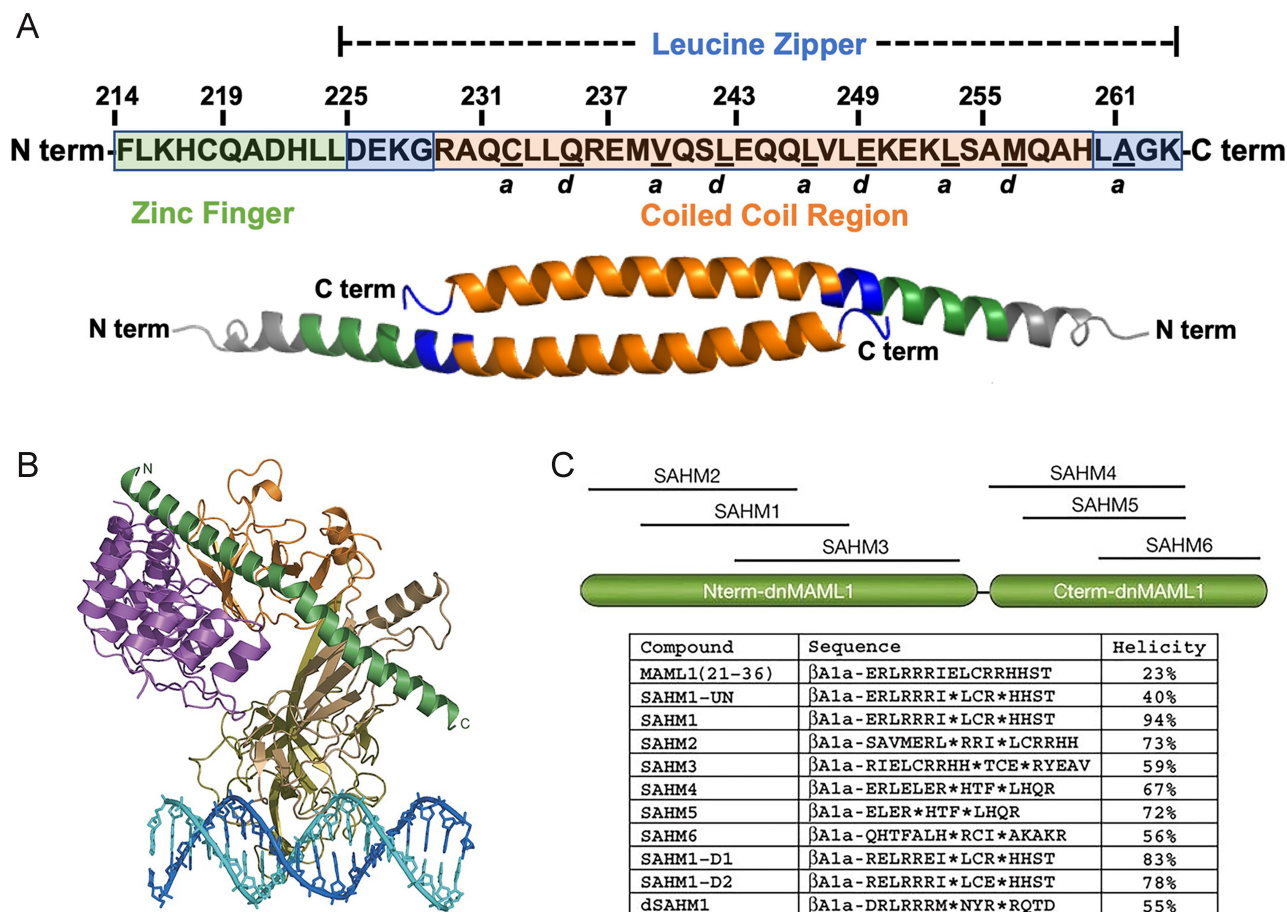 A
Leucine Zipper
214 219 225 231 237 243 249 255 261
N term-FLKHCQADHLLDEKGRAQCLLQREMVQSLEQQLVLEKEKLSAMQAHLAGK-C term
a d a d a d a d a
Zinc Finger
Coiled Coil Region
C term
N term
N term
C term
B
N
C
C
SAHM2
SAHM4
SAHM1
SAHM5
SAHM3
SAHM6
Nterm-dnMAML1
Cterm-dnMAML1
Compound Sequence Helicity
MAML1(21-36) βAla-ERLRRRIELCRRHHST 23%
SAHM1-UN βAla-ERLRRRI*LCR*HHST 40%
SAHM1 βAla-ERLRRRI*LCR*HHST 94%
SAHM2 βAla-SAVMERL*RRI*LCRRHH 73%
SAHM3 βAla-RIELCRRHH*TCE*RYEAV 59%
SAHM4 βAla-ERLELER*HTF*LHQR 67%
SAHM5 βAla-ELER*HTF*LHQR 72%
SAHM6 βAla-QHTFALH*RCI*AKAKR 56%
SAHM1-D1 βAla-RELRREI*LCR*HHST 83%
SAHM1-D2 βAla-RELRRRI*LCE*HHST 78%
dSAHM1 βAla-DRLRRRM*NYR*RQTD 55%